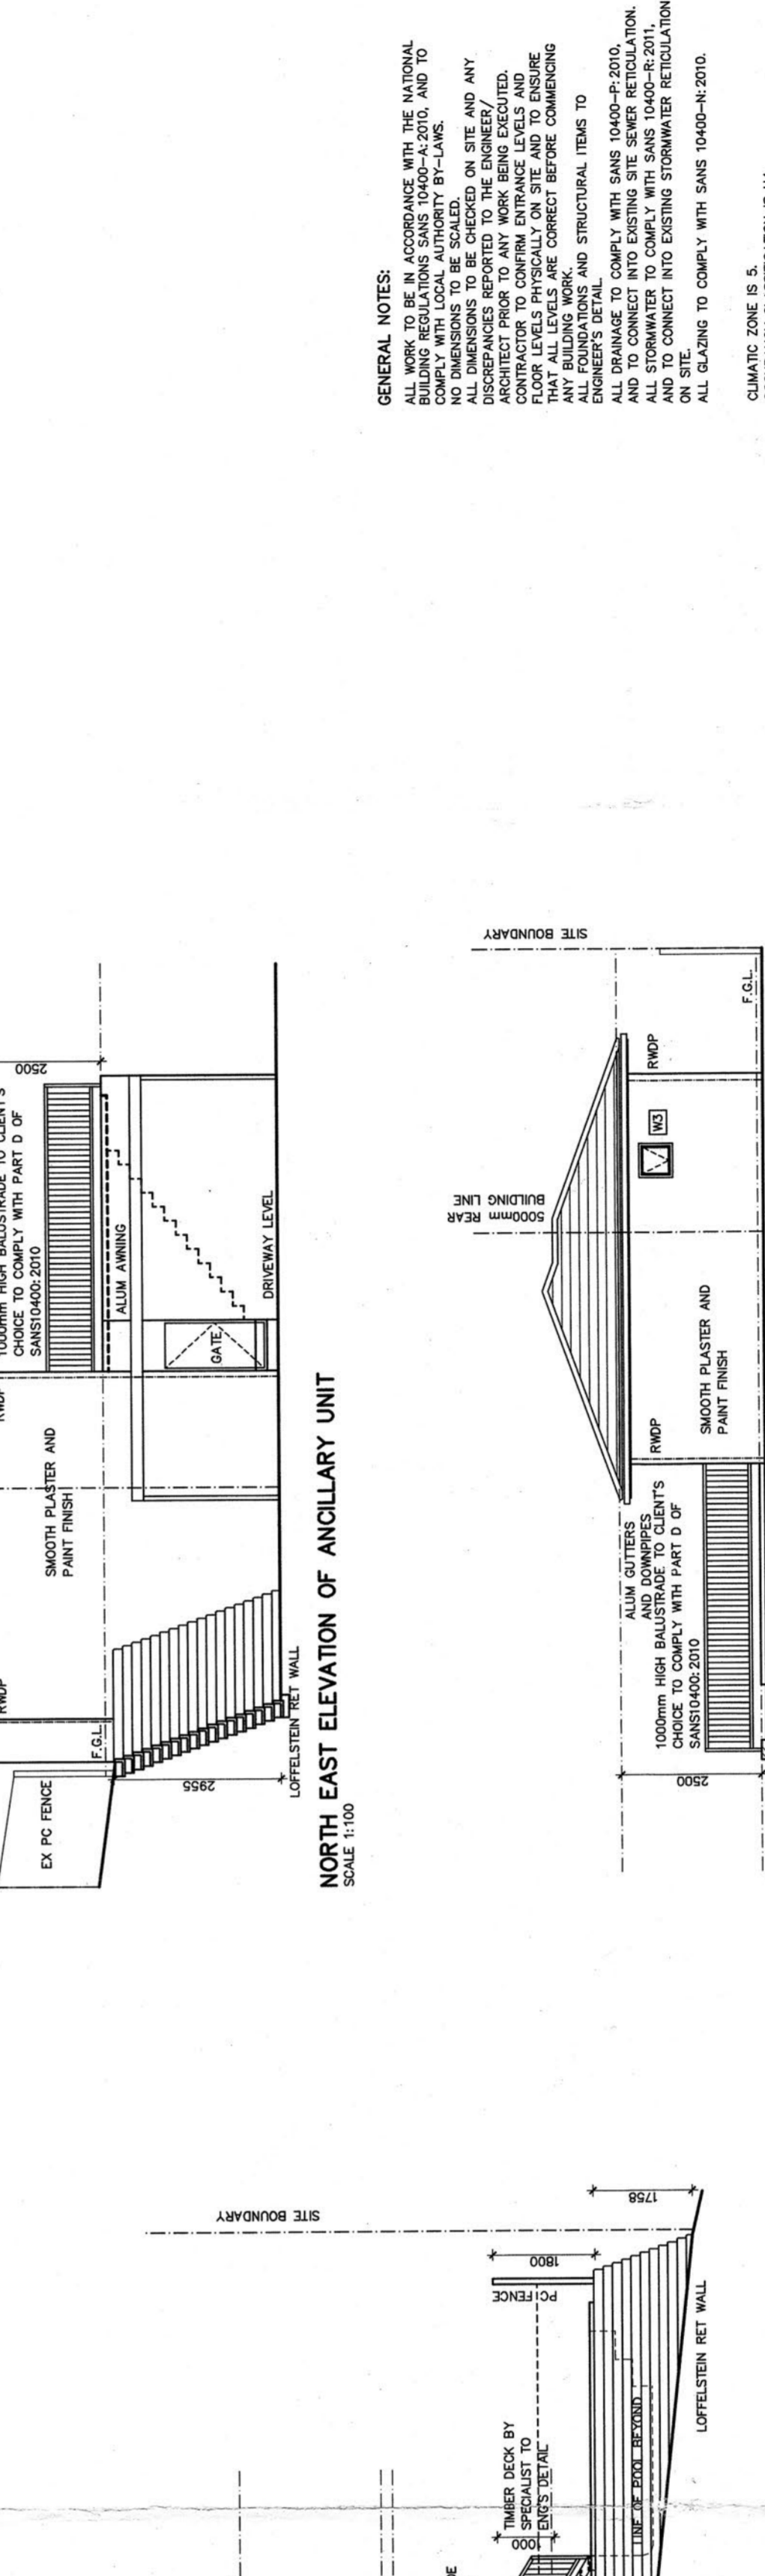 GENERAL NOTES:
ALL WORK TO BE IN ACCORDANCE WITH THE NATIONAL
BUILDING REGULATIONS SANS 10400-A:2010, AND TO
COMPLY WITH LOCAL AUTHORITY BY-LAWS.
NO DIMENSIONS TO BE SCALED.
ALL DIMENSIONS TO BE CHECKED ON SITE AND ANY
DISCREPANCIES REPORTED TO THE ENGINEER/
ARCHITECT PRIOR TO ANY WORK BEING EXECUTED.
CONTRACTOR TO CONFIRM ENTRANCE LEVELS AND
FLOOR LEVELS PHYSICALLY ON SITE AND TO ENSURE
THAT ALL LEVELS ARE CORRECT BEFORE COMMENCING
ANY BUILDING WORK.
ALL FOUNDATIONS AND STRUCTURAL ITEMS TO
ENGINEER'S DETAIL.
ALL DRAINAGE TO COMPLY WITH SANS 10400-P:2010,
AND TO CONNECT INTO EXISTING SITE SEWER RETICULATION.
ALL STORMWATER TO COMPLY WITH SANS 10400-R:2011,
AND TO CONNECT INTO EXISTING STORMWATER RETICULATION
ON SITE.
ALL GLAZING TO COMPLY WITH SANS 10400-N:2010.
CLIMATIC ZONE IS 5.
RWDP
RWDP
1000mm HIGH BALUSTRADE TO CLIENT'S
CHOICE TO COMPLY WITH PART D OF
SANS10400:2010
2500
EX PC FENCE
F.G.L.
SMOOTH PLASTER AND
PAINT FINISH
ALUM AWNING
GATE
DRIVEWAY LEVEL
2955
LOFFELSTEIN RET WALL
NORTH EAST ELEVATION OF ANCILLARY UNIT
SCALE 1:100
5000mm REAR
BUILDING LINE
SITE BOUNDARY
ALUM GUTTERS
AND DOWNPIPES
1000mm HIGH BALUSTRADE TO CLIENT'S
CHOICE TO COMPLY WITH PART D OF
SANS10400:2010
2500
RWDP
SMOOTH PLASTER AND
PAINT FINISH
W3
RWDP
F.G.L.
SITE BOUNDARY
1800
PC FENCE
1758
TIMBER DECK BY
SPECIALIST TO
ENG'S DETAIL
1000
LINE OF POOL BEYOND
LOFFELSTEIN RET WALL